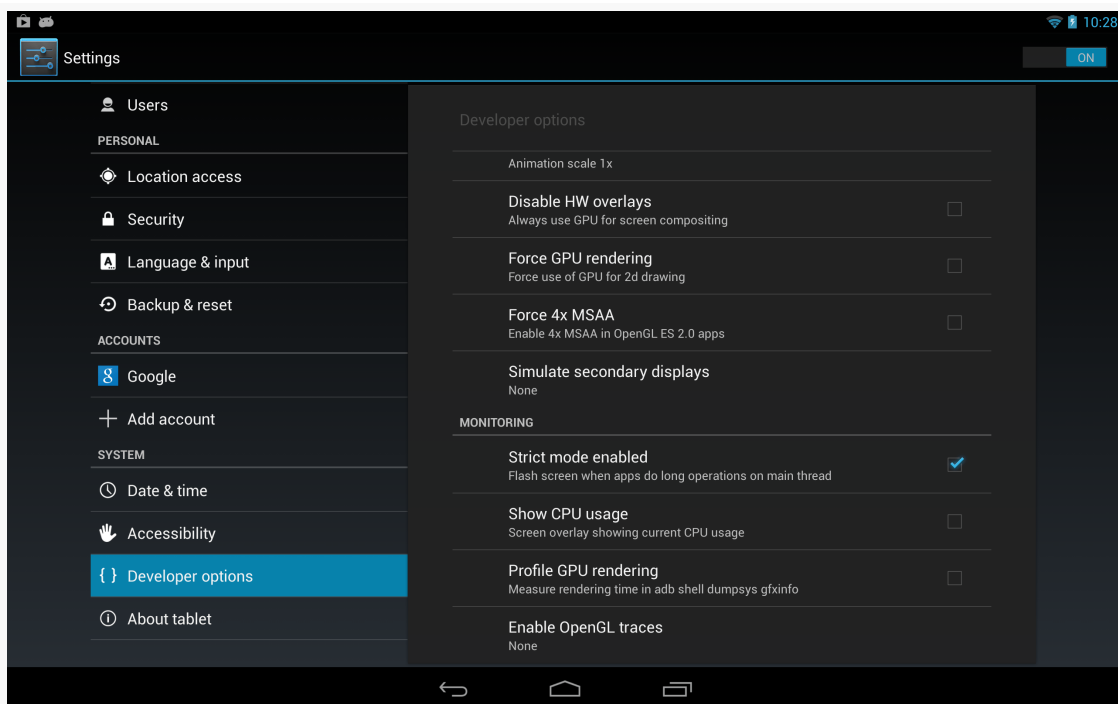 10:28
Settings
ON
Users
PERSONAL
Location access
Security
Language & input
Backup & reset
ACCOUNTS
Google
Add account
SYSTEM
Date & time
Accessibility
{ } Developer options
About tablet
Developer options
Animation scale 1x
Disable HW overlays
Always use GPU for screen compositing
Force GPU rendering
Force use of GPU for 2d drawing
Force 4x MSAA
Enable 4x MSAA in OpenGL ES 2.0 apps
Simulate secondary displays
None
MONITORING
Strict mode enabled
Flash screen when apps do long operations on main thread
Show CPU usage
Screen overlay showing current CPU usage
Profile GPU rendering
Measure rendering time in adb shell dumpsys gfxinfo
Enable OpenGL traces
None